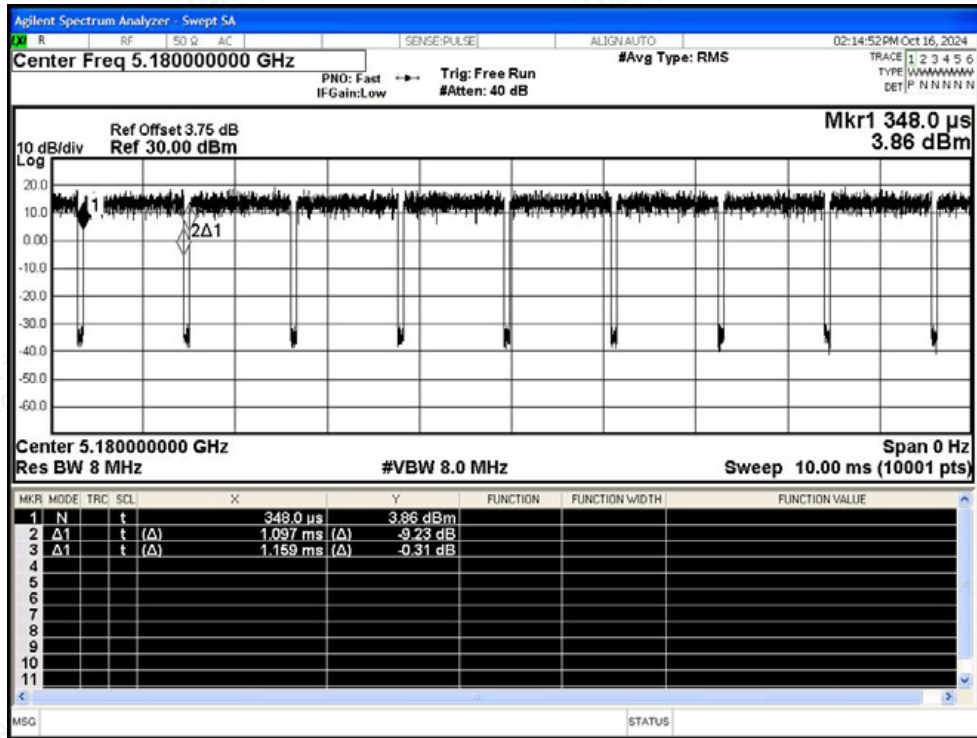 Agilent Spectrum Analyzer - Swept SA
R RF 50 Ω AC SENSE:PULSE ALIGN AUTO 02:14:52 PM Oct 16, 2024
Center Freq 5.180000000 GHz #Avg Type: RMS TRACE 1 2 3 4 5 6
PNO: Fast Trig: Free Run TYPE WWWWWW
IFGain:Low #Atten: 40 dB DET P N N N N N
Mkr1 348.0 µs
Ref Offset 3.75 dB
10 dB/div Ref 30.00 dBm 3.86 dBm
Log
20.0
1
10.0
2Δ1
0.00
-10.0
-20.0
-30.0
-40.0
-50.0
-60.0
Center 5.180000000 GHz Span 0 Hz
Res BW 8 MHz #VBW 8.0 MHz Sweep 10.00 ms (10001 pts)
MKR MODE TRC SCL X Y FUNCTION FUNCTION WIDTH FUNCTION VALUE
1 N t 348.0 µs 3.86 dBm
2 Δ1 t (Δ) 1.097 ms (Δ) -9.23 dB
3 Δ1 t (Δ) 1.159 ms (Δ) -0.31 dB
4
5
6
7
8
9
10
11
MSG STATUS